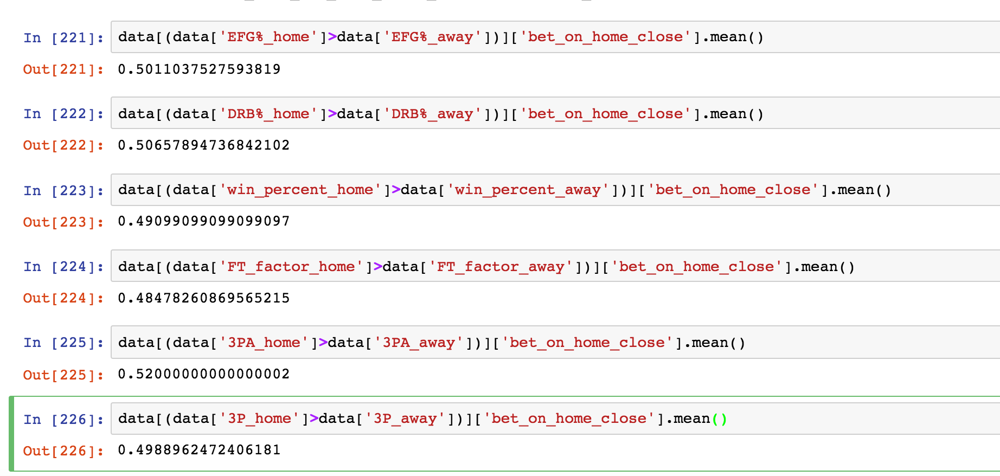 In [221]: data[(data['EFG%_home']>data['EFG%_away'])]['bet_on_home_close'].mean()
Out[221]: 0.5011037527593819
In [222]: data[(data['DRB%_home']>data['DRB%_away'])]['bet_on_home_close'].mean()
Out[222]: 0.50657894736842102
In [223]: data[(data['win_percent_home']>data['win_percent_away'])]['bet_on_home_close'].mean()
Out[223]: 0.49099099099099097
In [224]: data[(data['FT_factor_home']>data['FT_factor_away'])]['bet_on_home_close'].mean()
Out[224]: 0.48478260869565215
In [225]: data[(data['3PA_home']>data['3PA_away'])]['bet_on_home_close'].mean()
Out[225]: 0.52000000000000002
In [226]: data[(data['3P_home']>data['3P_away'])]['bet_on_home_close'].mean()
Out[226]: 0.4988962472406181